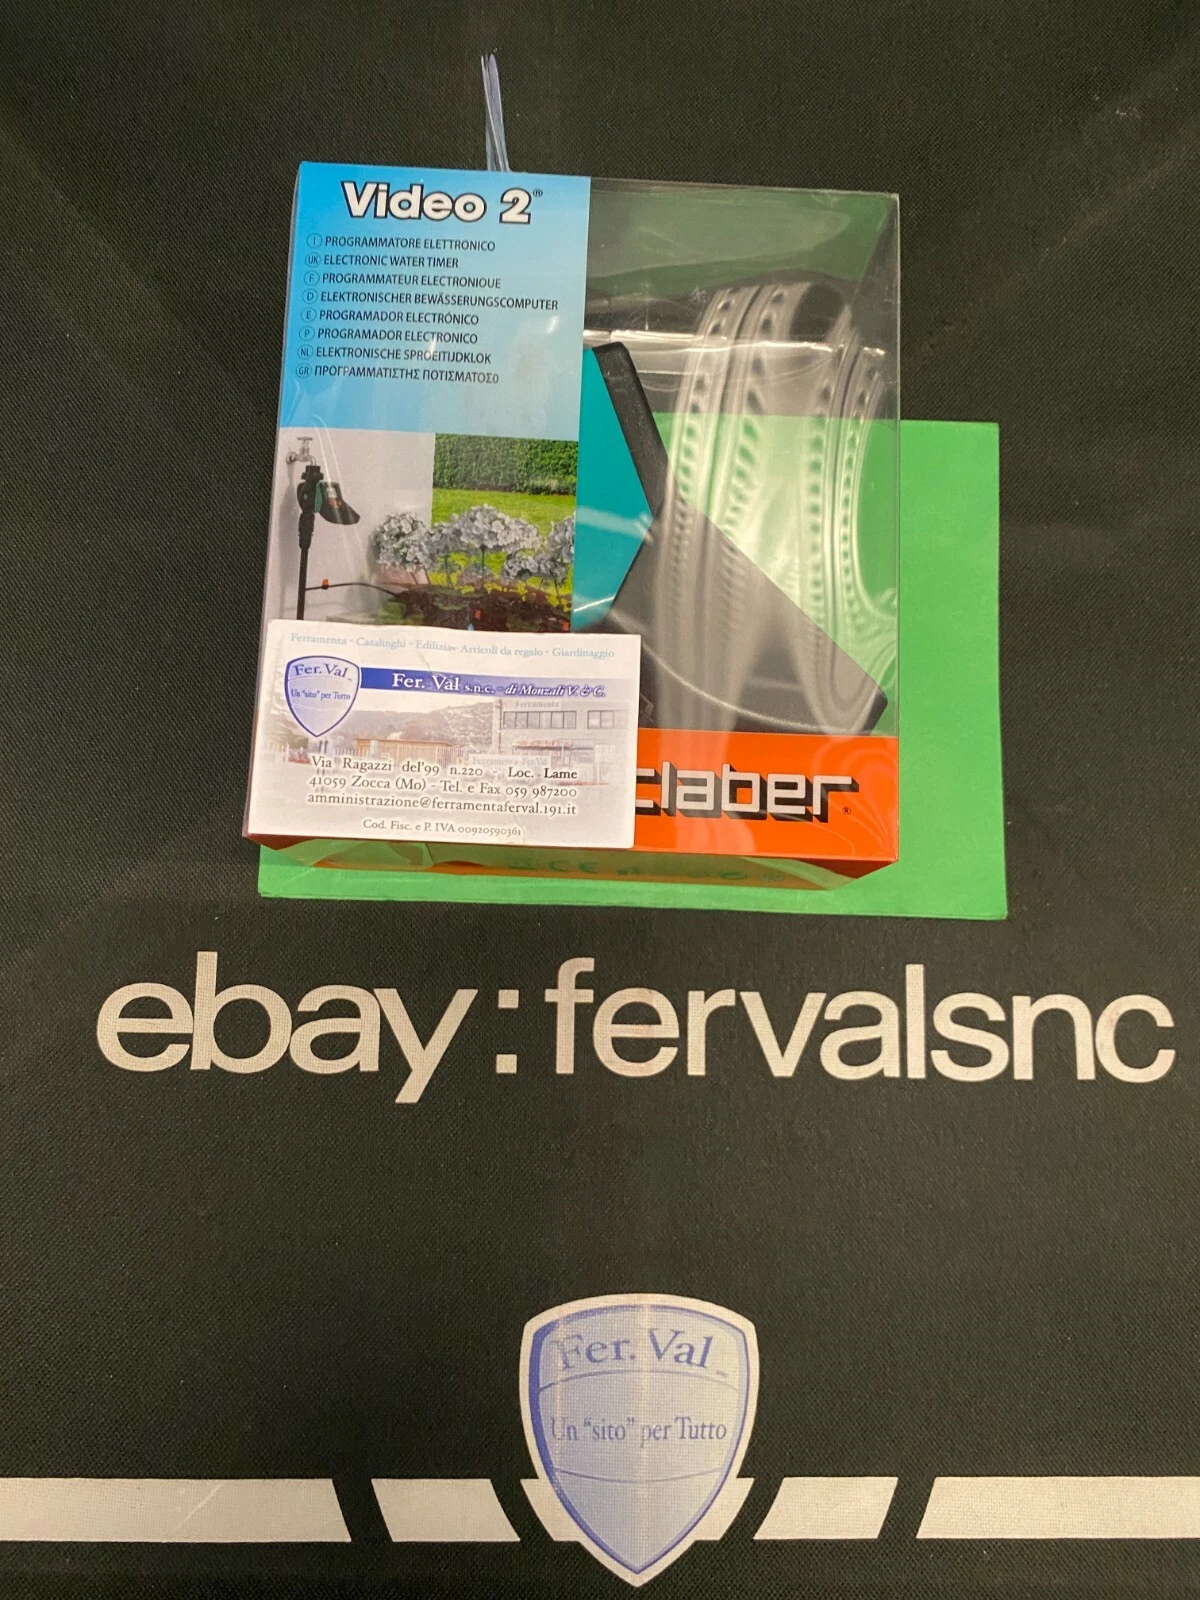 Video 2®
I PROGRAMMATORE ELETTRONICO
UK ELECTRONIC WATER TIMER
F PROGRAMMATEUR ELECTRONIQUE
D ELEKTRONISCHER BEWÄSSERUNGSCOMPUTER
E PROGRAMADOR ELECTRÓNICO
P PROGRAMADOR ELECTRONICO
NL ELEKTRONISCHE SPROEITIJDKLOK
GR ΠΡΟΓΡΑΜΜΑΤΙΣΤΗΣ ΠΟΤΙΣΜΑΤΟΣ
Ferramenta - Casalinghi - Edilizia - Articoli da regalo - Giardinaggio
Fer. Val
Un "sito" per Tutto
Fer. Val s.n.c. - di Monzali V. & C.
Ferramenta
Via Ragazzi del'99 n.220 - Loc. Lame
41059 Zocca (Mo) - Tel. e Fax 059 987200
amministrazione@ferramentaferval.191.it
Cod. Fisc. e P. IVA 00920590361
claber®
CE
ebay:fervalsnc
Fer. Val
Un "sito" per Tutto